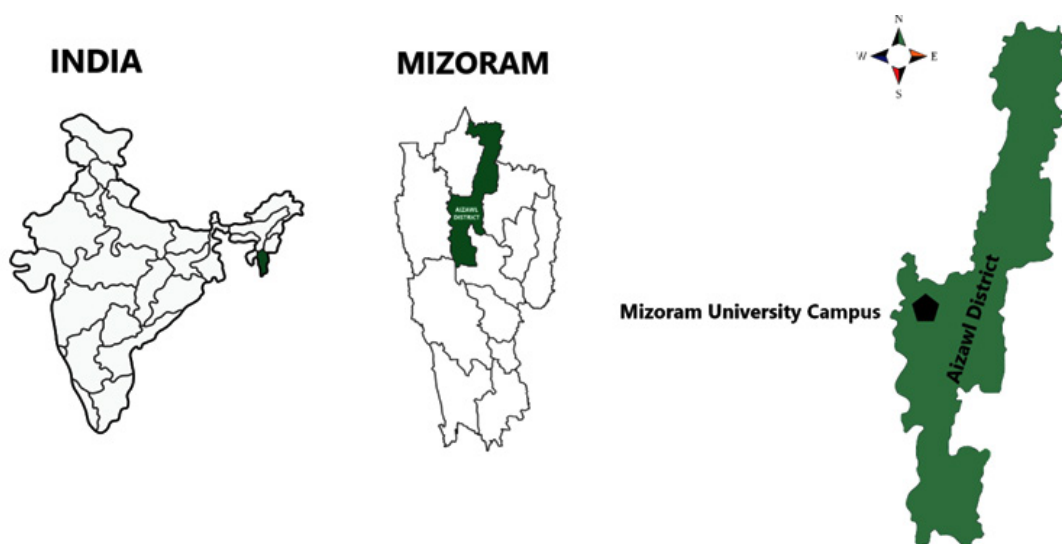 INDIA
MIZORAM
AIZAWL
DISTRICT
N
W
E
S
Mizoram University Campus
Aizawl District